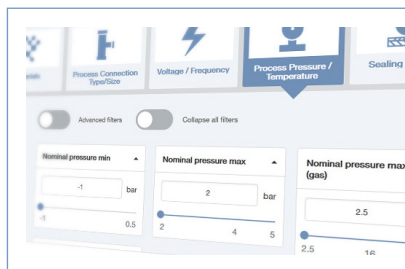 Process Connection
Type/Size
Voltage / Frequency
Process Pressure /
Temperature
Sealing
Advanced filters
Collapse all filters
Nominal pressure min
Nominal pressure max
Nominal pressure max
(gas)
-1
bar
2
bar
2.5
-1
0.5
2
4
5
2.5
16